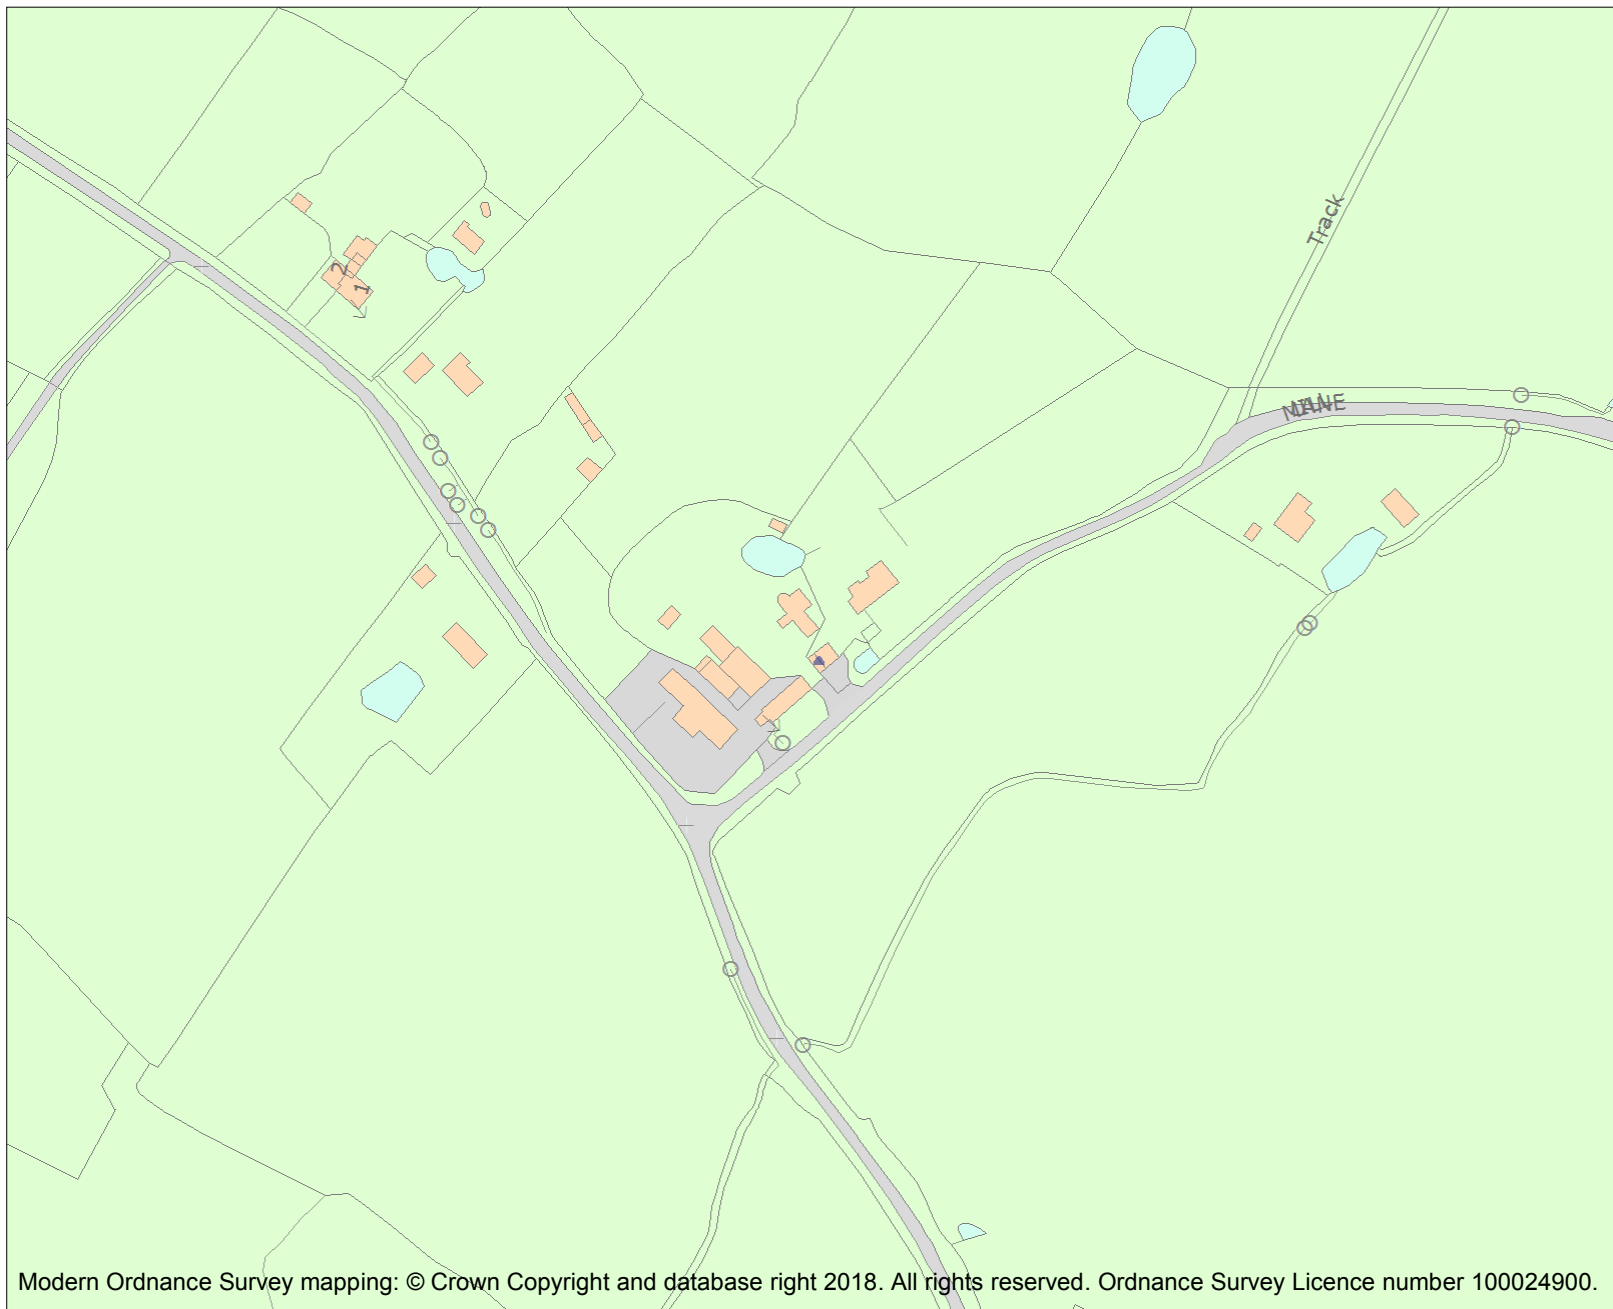 Track
LANE
2
1
Modern Ordnance Survey mapping: © Crown Copyright and database right 2018. All rights reserved. Ordnance Survey Licence number 100024900.